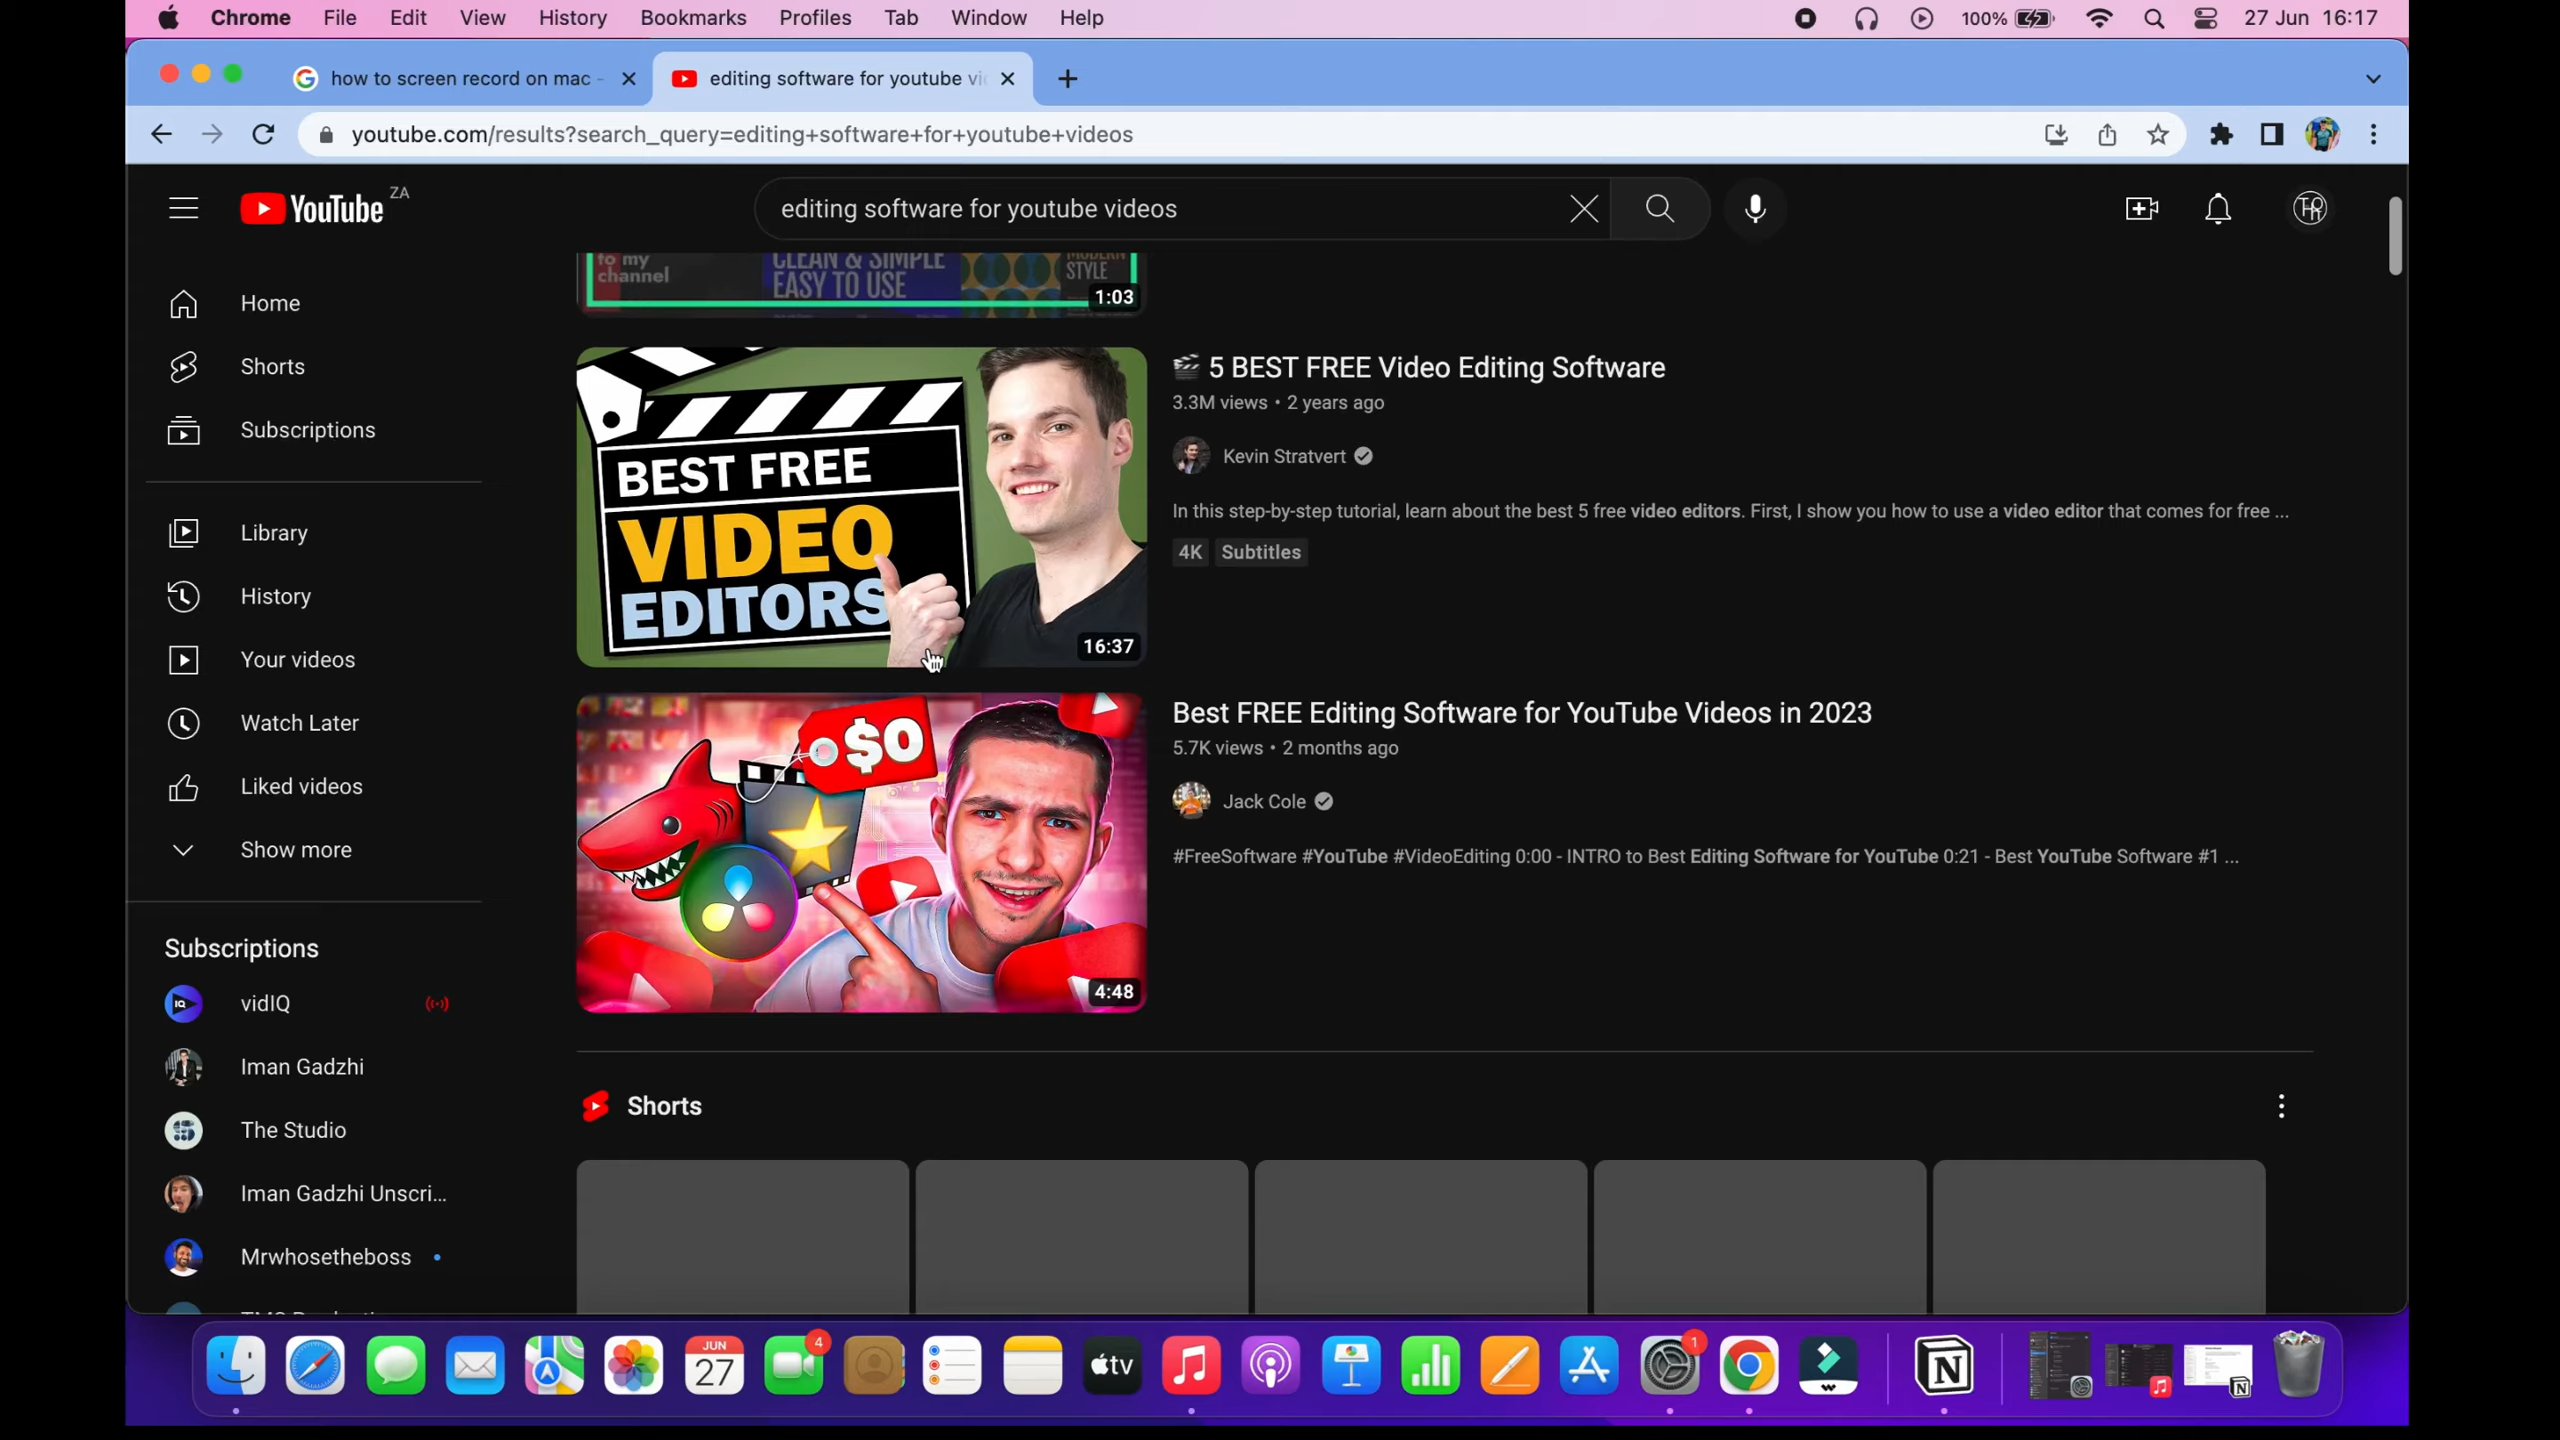 Chrome File Edit View History Bookmarks Profiles Tab Window Help 100% 27 Jun 16:17
how to screen record on mac - editing software for youtube vi
youtube.com/results?search_query=editing+software+for+youtube+videos
YouTube ZA editing software for youtube videos
Home
Shorts
Subscriptions
Library
History
Your videos
Watch Later
Liked videos
Show more
Subscriptions
vidIQ
Iman Gadzhi
The Studio
Iman Gadzhi Unscri...
Mrwhosetheboss
to my
channel
CLEAN & SIMPLE
EASY TO USE
MODERN
STYLE
1:03
BEST FREE
VIDEO
EDITORS
16:37
5 BEST FREE Video Editing Software
3.3M views • 2 years ago
Kevin Stratvert
In this step-by-step tutorial, learn about the best 5 free video editors. First, I show you how to use a video editor that comes for free ...
4K Subtitles
$0
4:48
Best FREE Editing Software for YouTube Videos in 2023
5.7K views • 2 months ago
Jack Cole
#FreeSoftware #YouTube #VideoEditing 0:00 - INTRO to Best Editing Software for YouTube 0:21 - Best YouTube Software #1 ...
Shorts
JUN
27
4
tv
1